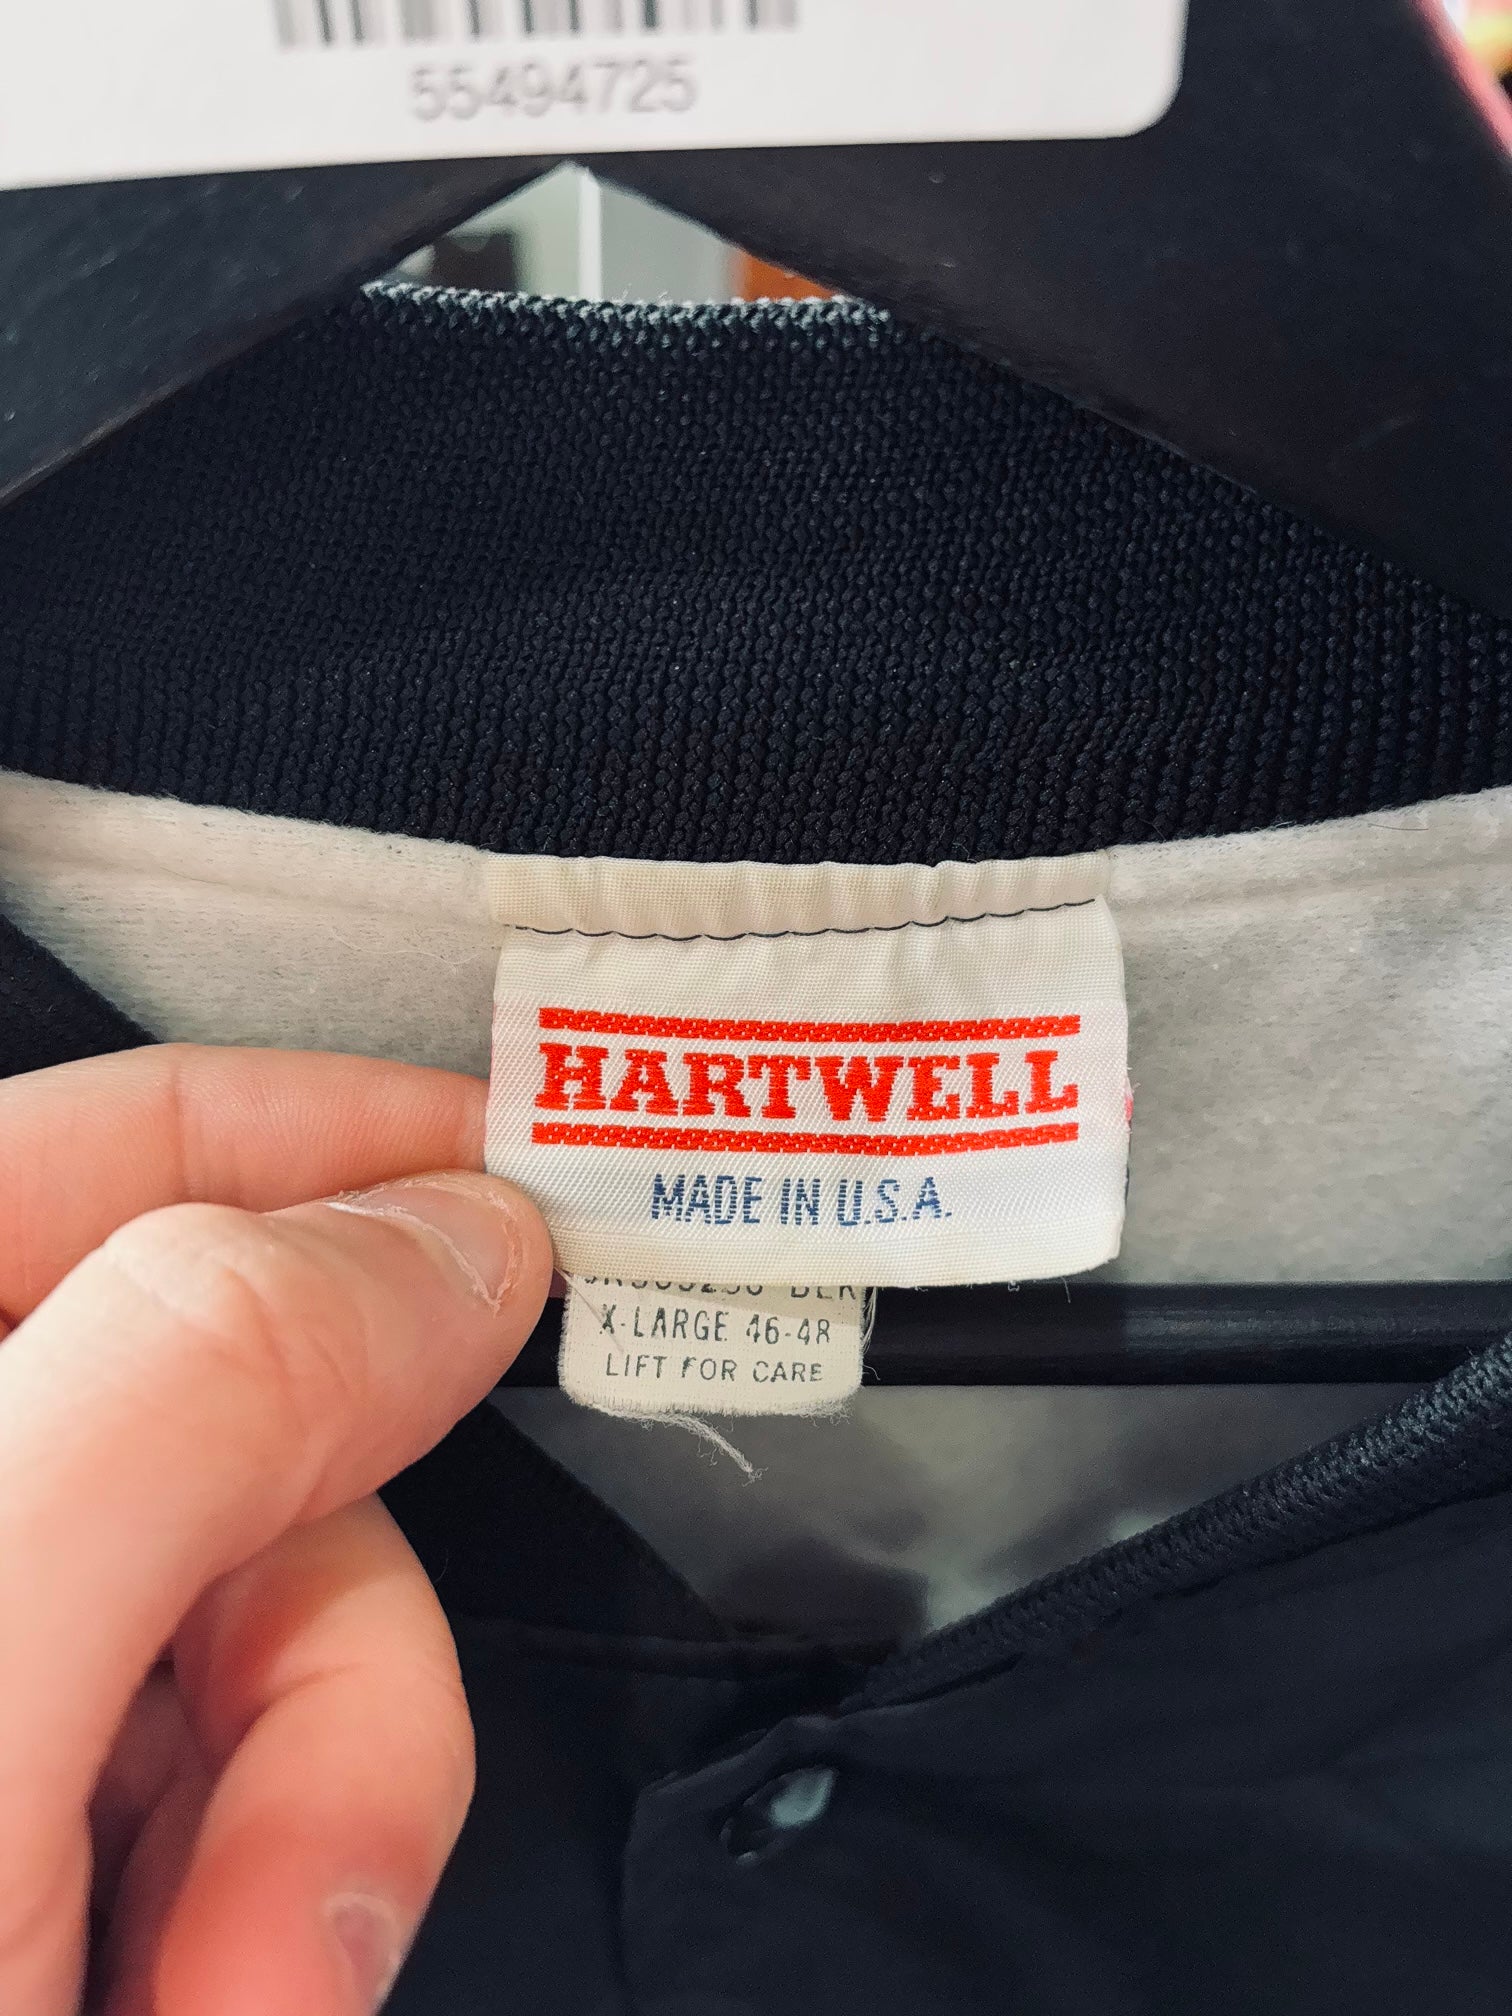 55494725
HARTWELL
MADE IN U.S.A.
X-LARGE 46-48
LIFT FOR CARE